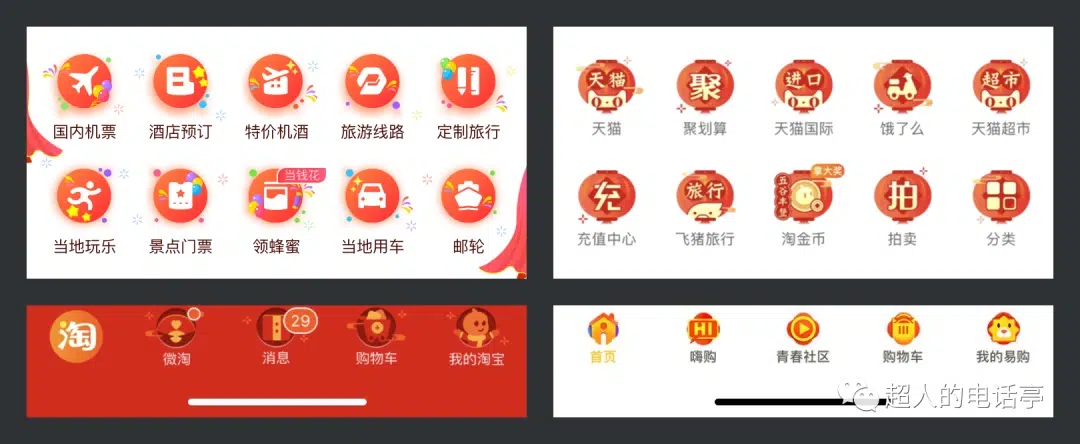 国内机票 酒店预订 特价机酒 旅游线路 定制旅行
当钱花
当地玩乐 景点门票 领蜂蜜 当地用车 邮轮
天猫 聚 进口 超市
天猫 聚划算 天猫国际 饿了么 天猫超市
拿大奖
充 旅行 五谷丰登 拍
充值中心 飞猪旅行 淘金币 拍卖 分类
淘 29
微淘 消息 购物车 我的淘宝
HI
首页 嗨购 青春社区 购物车 我的易购
超人的电话亭